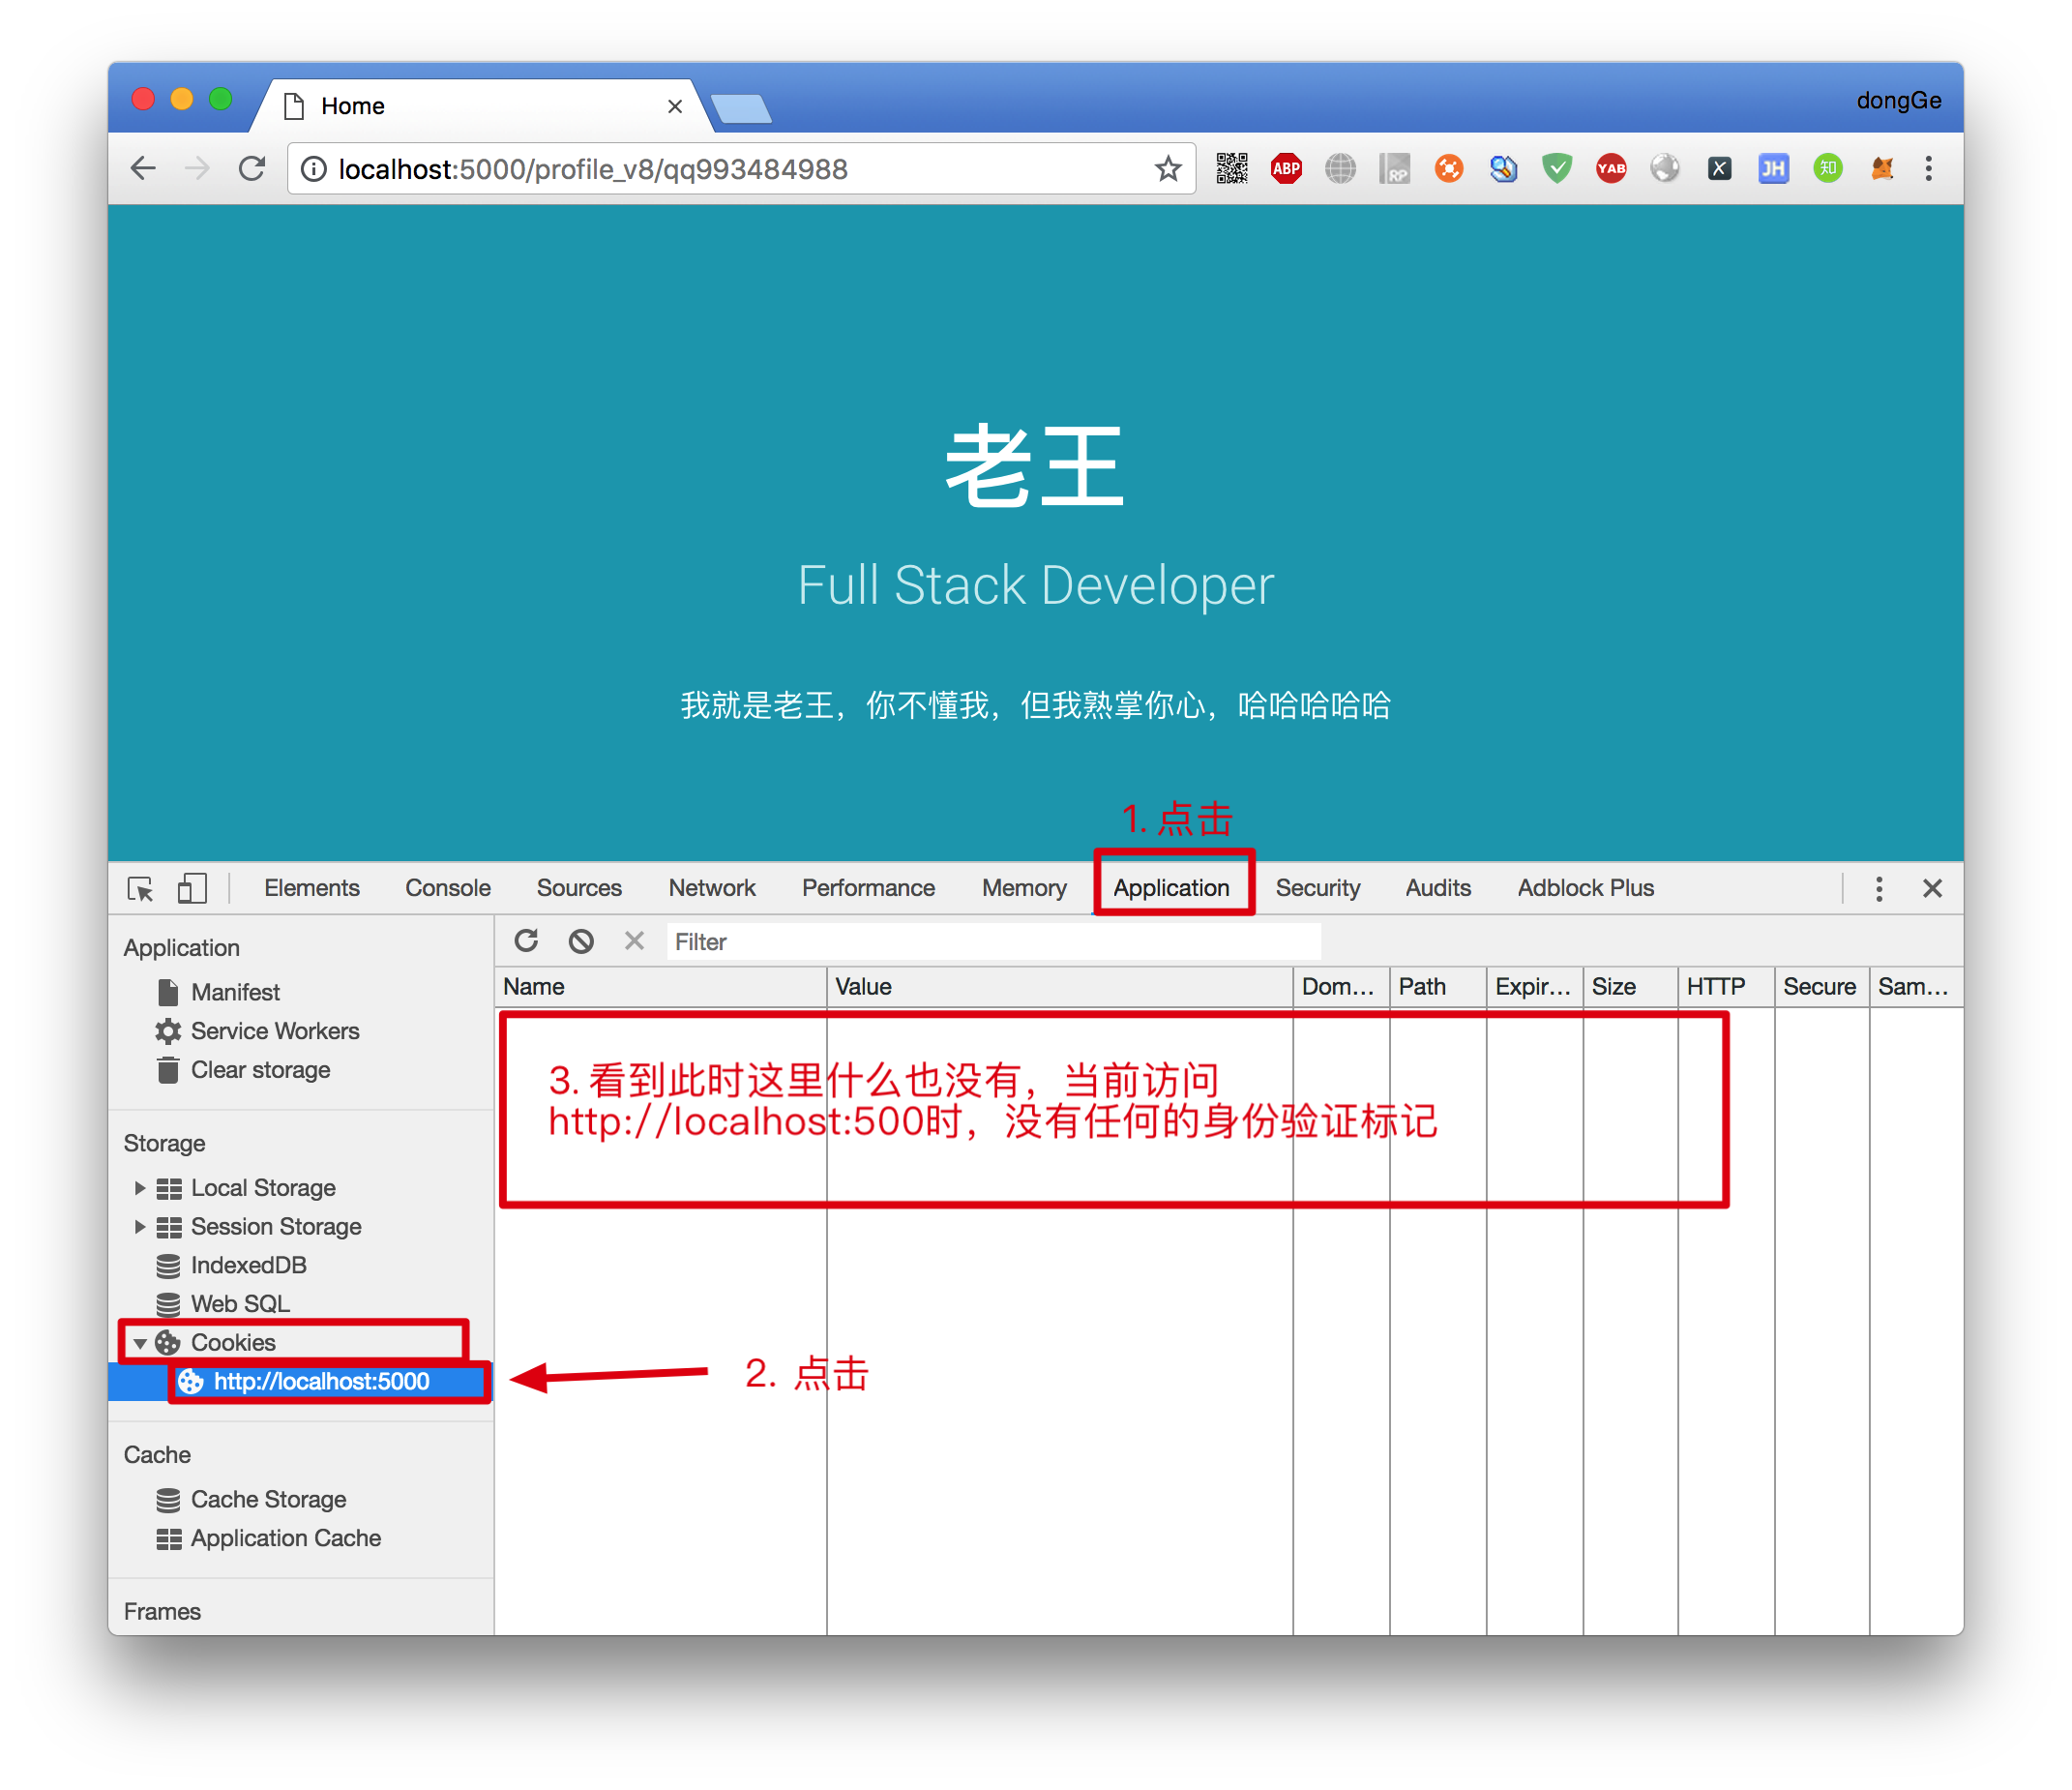 Home
dongGe
localhost:5000/profile_v8/qq993484988
ABP
RP
YAB
X
JH
知
老王
Full Stack Developer
我就是老王，你不懂我，但我熟掌你心，哈哈哈哈哈
1. 点击
Elements Console Sources Network Performance Memory Application Security Audits Adblock Plus
Application
Filter
Manifest
Service Workers
Clear storage
Name Value Dom... Path Expir... Size HTTP Secure Sam...
3. 看到此时这里什么也没有，当前访问
http://localhost:500时，没有任何的身份验证标记
Storage
Local Storage
Session Storage
IndexedDB
Web SQL
Cookies
http://localhost:5000
2. 点击
Cache
Cache Storage
Application Cache
Frames